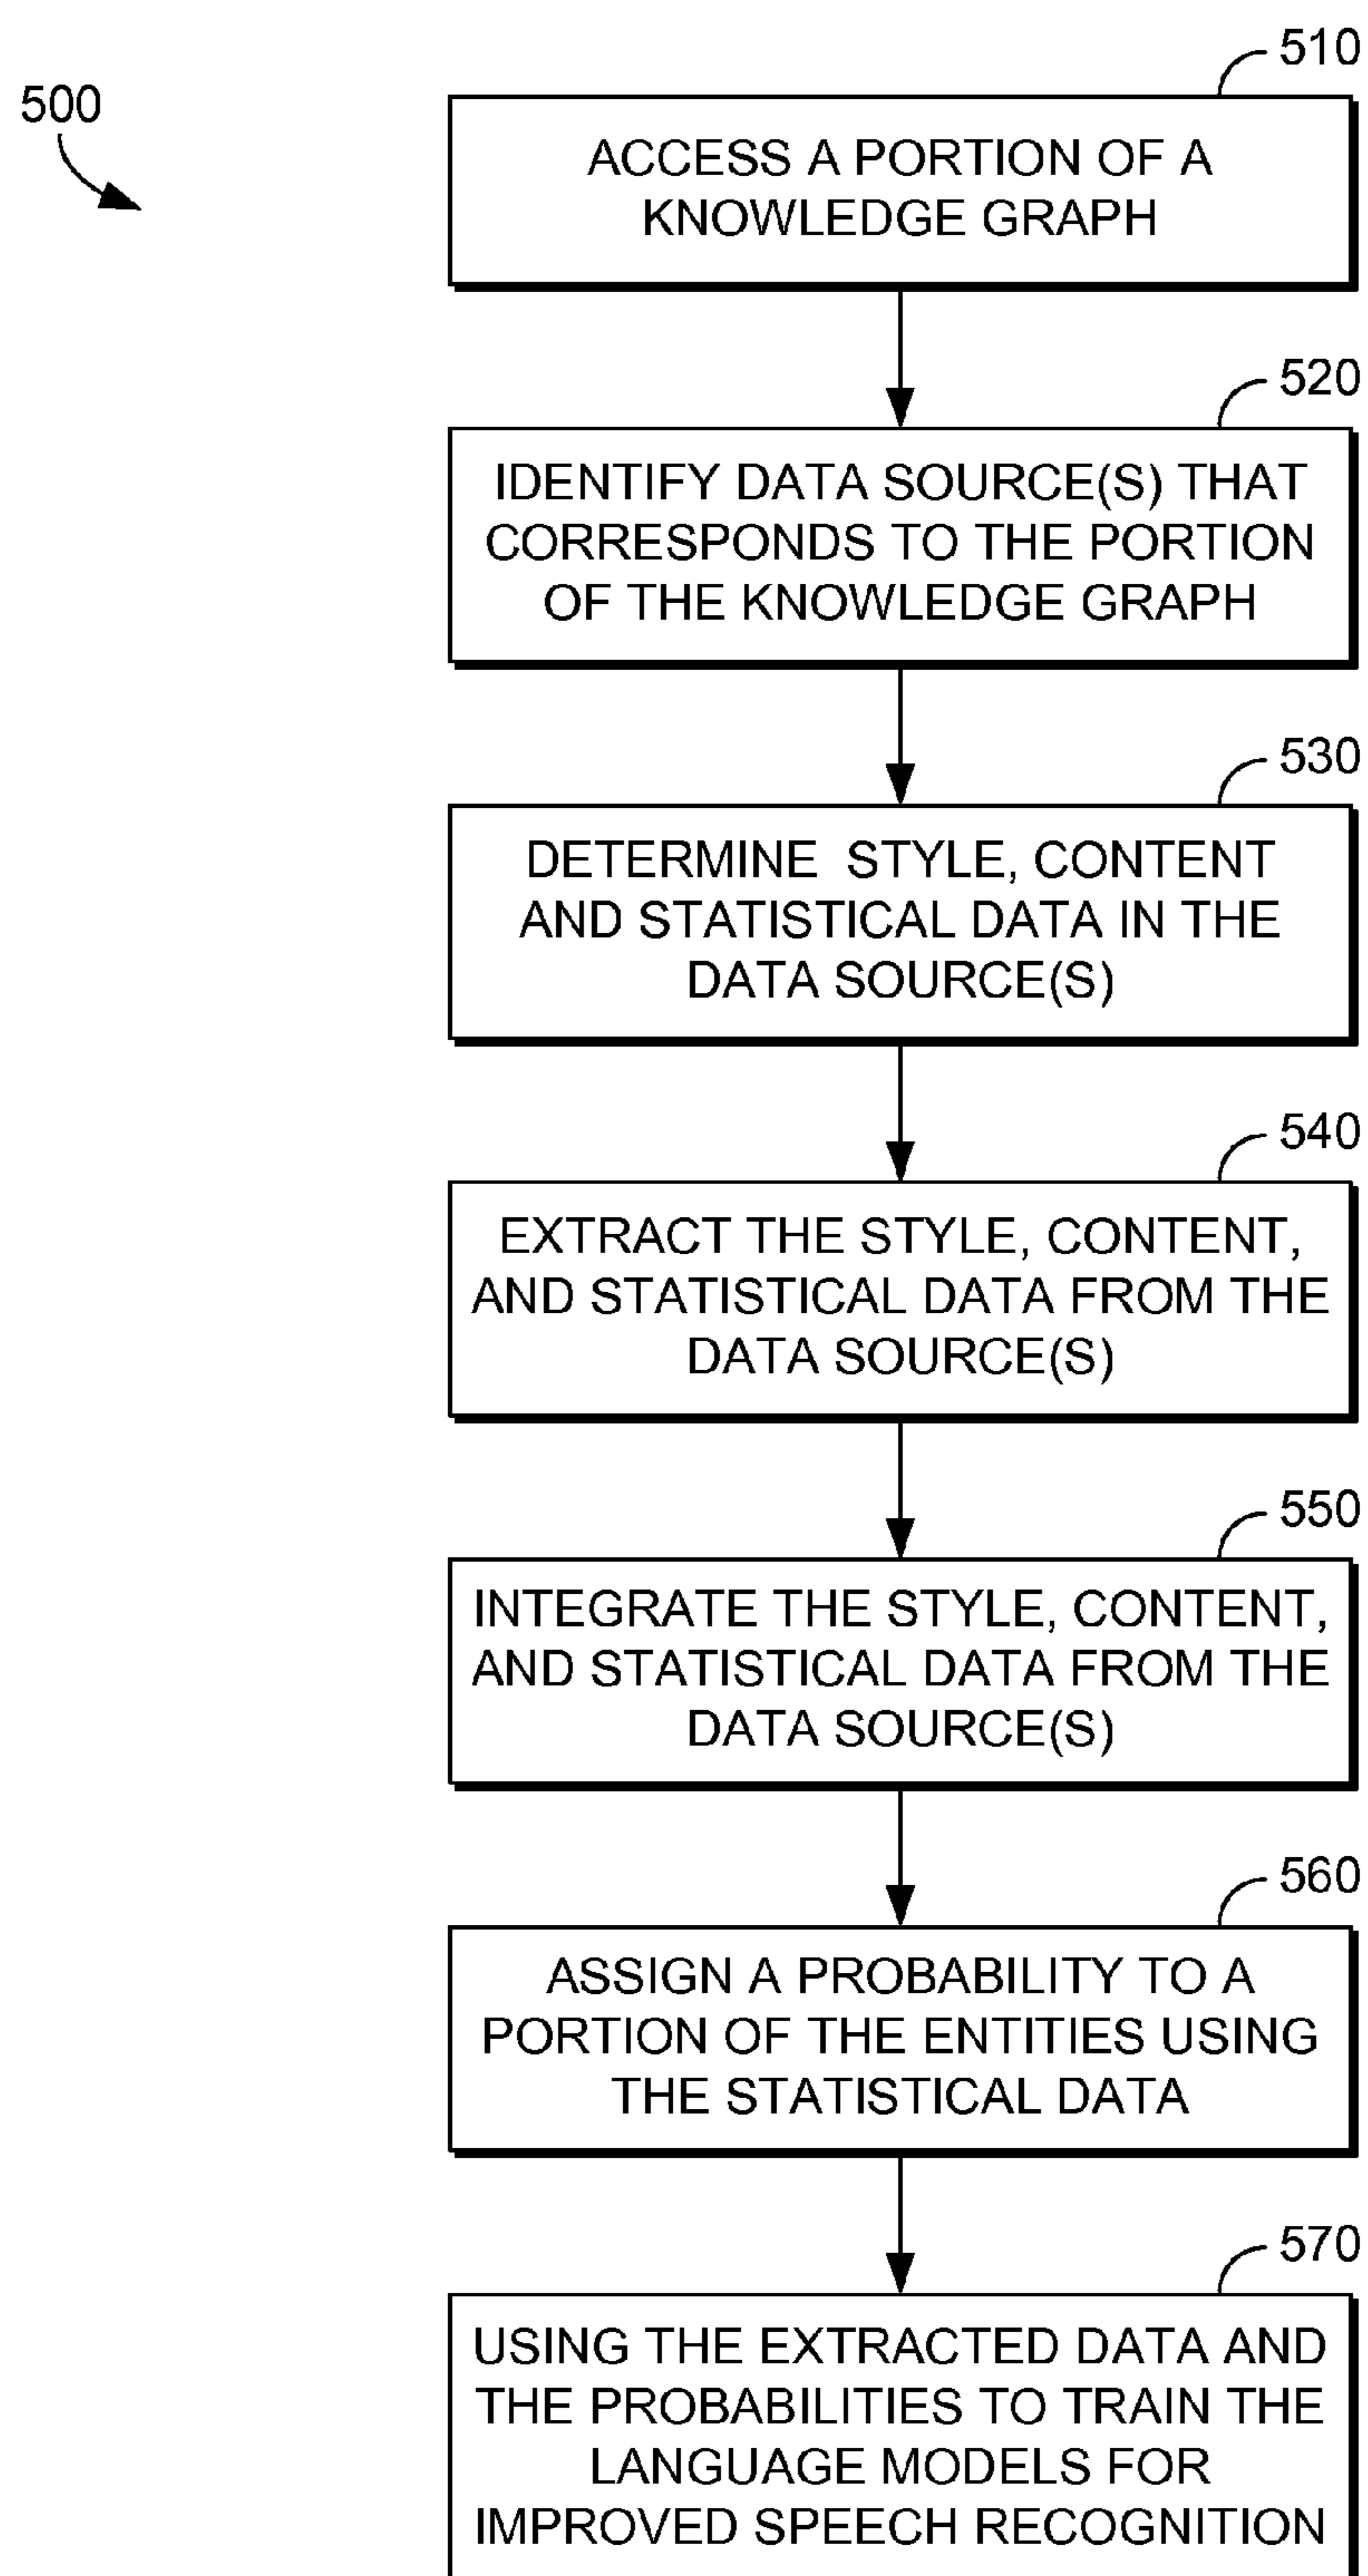 500
510
ACCESS A PORTION OF A
KNOWLEDGE GRAPH
520
IDENTIFY DATA SOURCE(S) THAT
CORRESPONDS TO THE PORTION
OF THE KNOWLEDGE GRAPH
530
DETERMINE STYLE, CONTENT
AND STATISTICAL DATA IN THE
DATA SOURCE(S)
540
EXTRACT THE STYLE, CONTENT,
AND STATISTICAL DATA FROM THE
DATA SOURCE(S)
550
INTEGRATE THE STYLE, CONTENT,
AND STATISTICAL DATA FROM THE
DATA SOURCE(S)
560
ASSIGN A PROBABILITY TO A
PORTION OF THE ENTITIES USING
THE STATISTICAL DATA
570
USING THE EXTRACTED DATA AND
THE PROBABILITIES TO TRAIN THE
LANGUAGE MODELS FOR
IMPROVED SPEECH RECOGNITION